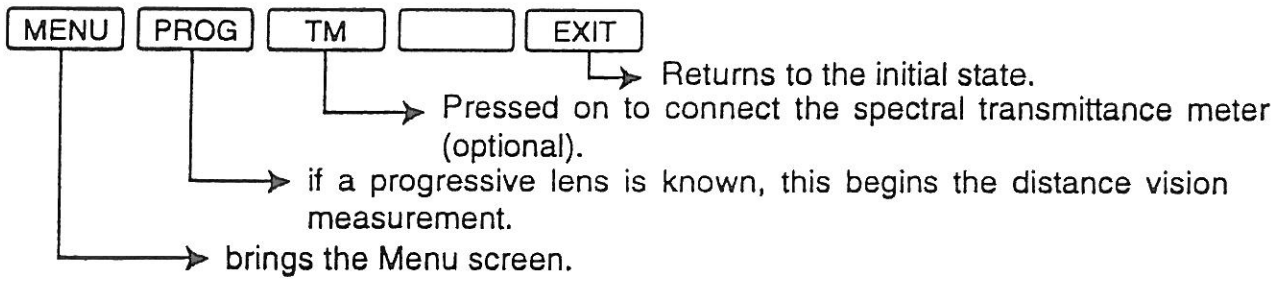 MENU PROG TM EXIT
Returns to the initial state.
Pressed on to connect the spectral transmittance meter
(optional).
if a progressive lens is known, this begins the distance vision
measurement.
brings the Menu screen.